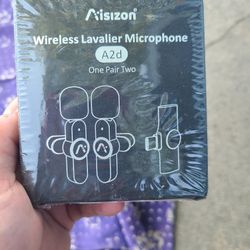 Aisizon
Wireless Lavalier Microphone
A2d
One Pair Two